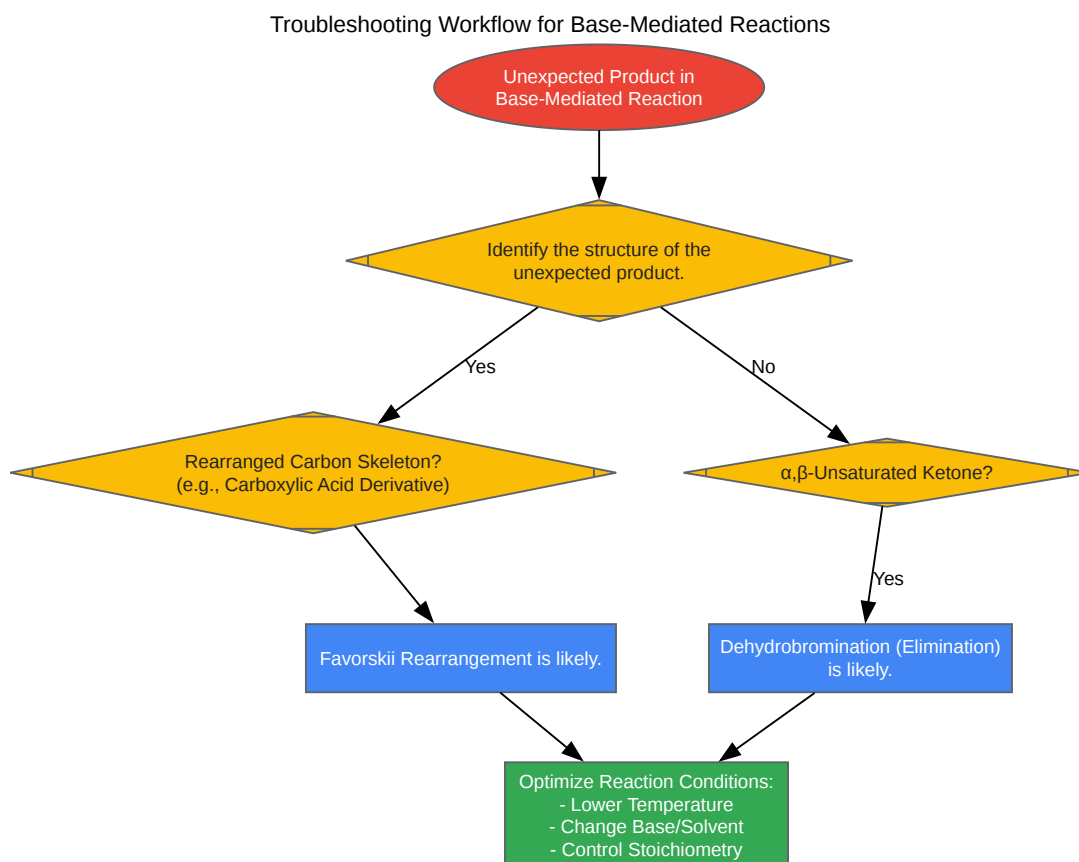 Troubleshooting Workflow for Base-Mediated Reactions
Unexpected Product in
Base-Mediated Reaction
Identify the structure of the
unexpected product.
Yes
No
Rearranged Carbon Skeleton?
(e.g., Carboxylic Acid Derivative)
α,β-Unsaturated Ketone?
Yes
Favorskii Rearrangement is likely.
Dehydrobromination (Elimination)
is likely.
Optimize Reaction Conditions:
- Lower Temperature
- Change Base/Solvent
- Control Stoichiometry